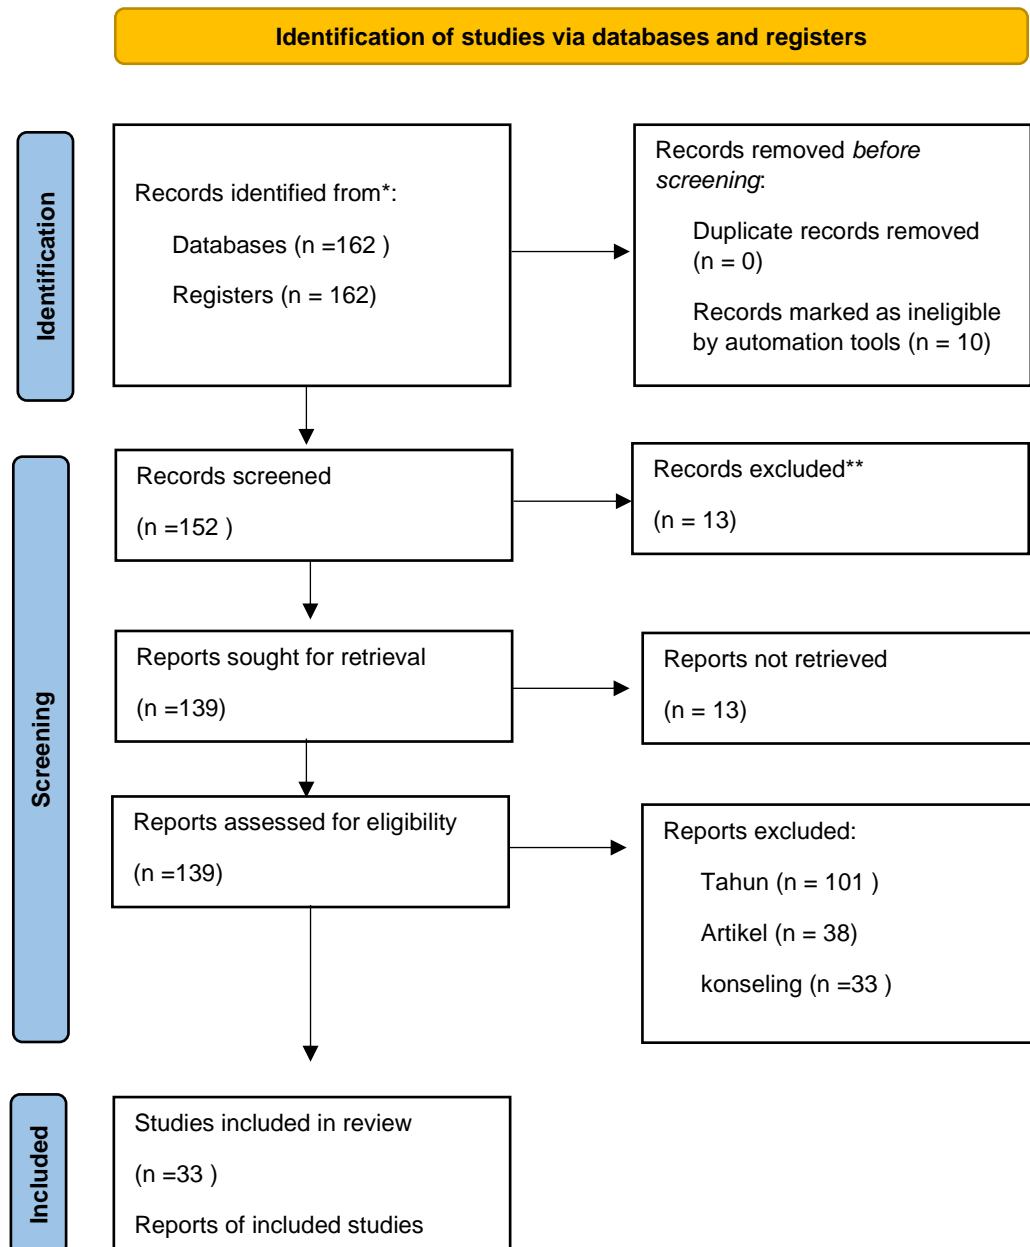 Identification of studies via databases and registers
Identification
Records identified from*:
Databases (n =162 )
Registers (n = 162)
Records removed before
screening:
Duplicate records removed
(n = 0)
Records marked as ineligible
by automation tools (n = 10)
Screening
Records screened
(n =152 )
Records excluded**
(n = 13)
Reports sought for retrieval
(n =139)
Reports not retrieved
(n = 13)
Reports assessed for eligibility
(n =139)
Reports excluded:
Tahun (n = 101 )
Artikel (n = 38)
konseling (n =33 )
Included
Studies included in review
(n =33 )
Reports of included studies